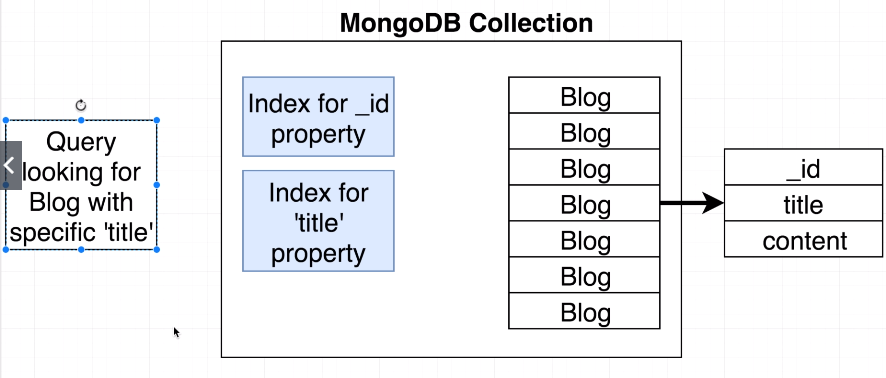 MongoDB Collection
Query
looking for
Blog with
specific 'title'
Index for _id
property
Index for
'title'
property
Blog
Blog
Blog
Blog
Blog
Blog
Blog
_id
title
content